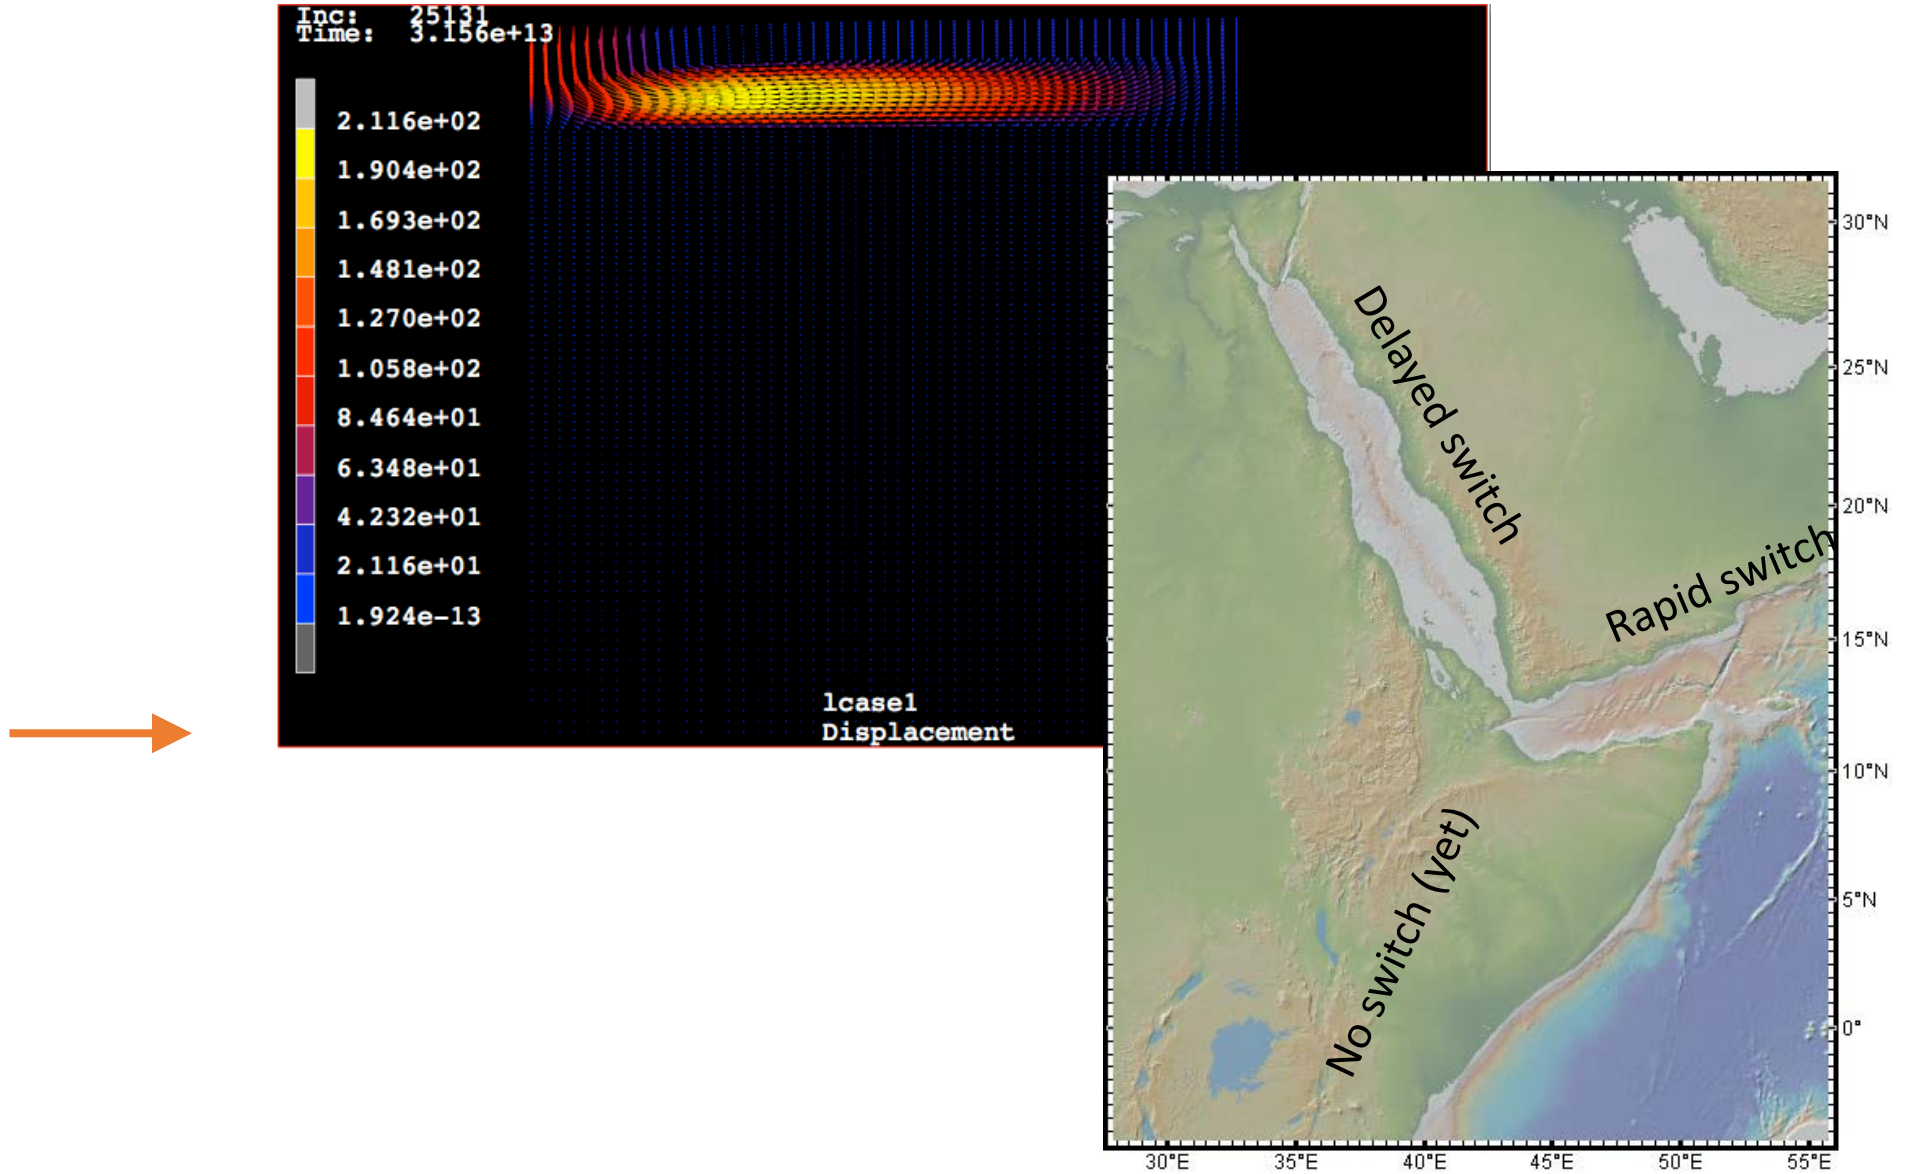 Inc: 25131
Time: 3.156e+13
2.116e+02
1.904e+02
1.693e+02
1.481e+02
1.270e+02
1.058e+02
8.464e+01
6.348e+01
4.232e+01
2.116e+01
1.924e-13
lcase1
Displacement
Delayed switch
Rapid switch
No switch (yet)
30°N
25°N
20°N
15°N
10°N
5°N
0°
30°E 35°E 40°E 45°E 50°E 55°E